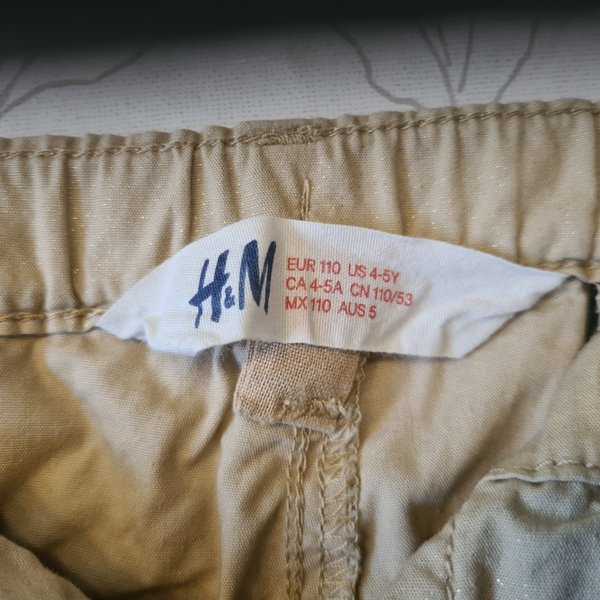 H&M
EUR 110 US 4-5Y
CA 4-5A CN 110/53
MX 110 AUS 5